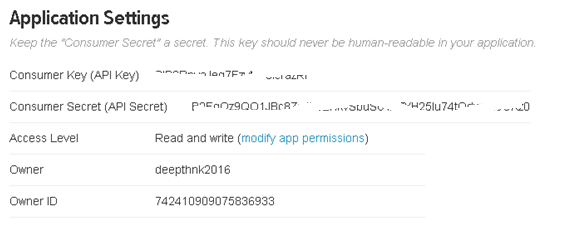 Application Settings
Keep the "Consumer Secret" a secret. This key should never be human-readable in your application.
Consumer Key (API Key)
Consumer Secret (API Secret)
Access Level Read and write (modify app permissions)
Owner deepthnk2016
Owner ID 742410909075836933